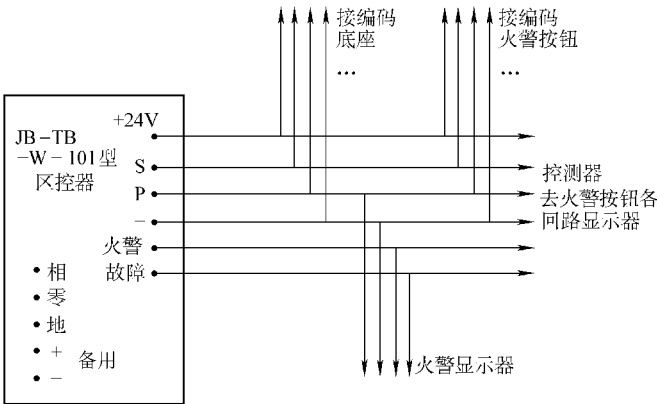 接编码
底座
…
接编码
火警按钮
…
+24V
JB-TB
-W-101型
区控器
S
P
-
火警
故障
控测器
去火警按钮各
回路显示器
相
零
地
+
备用
-
火警显示器